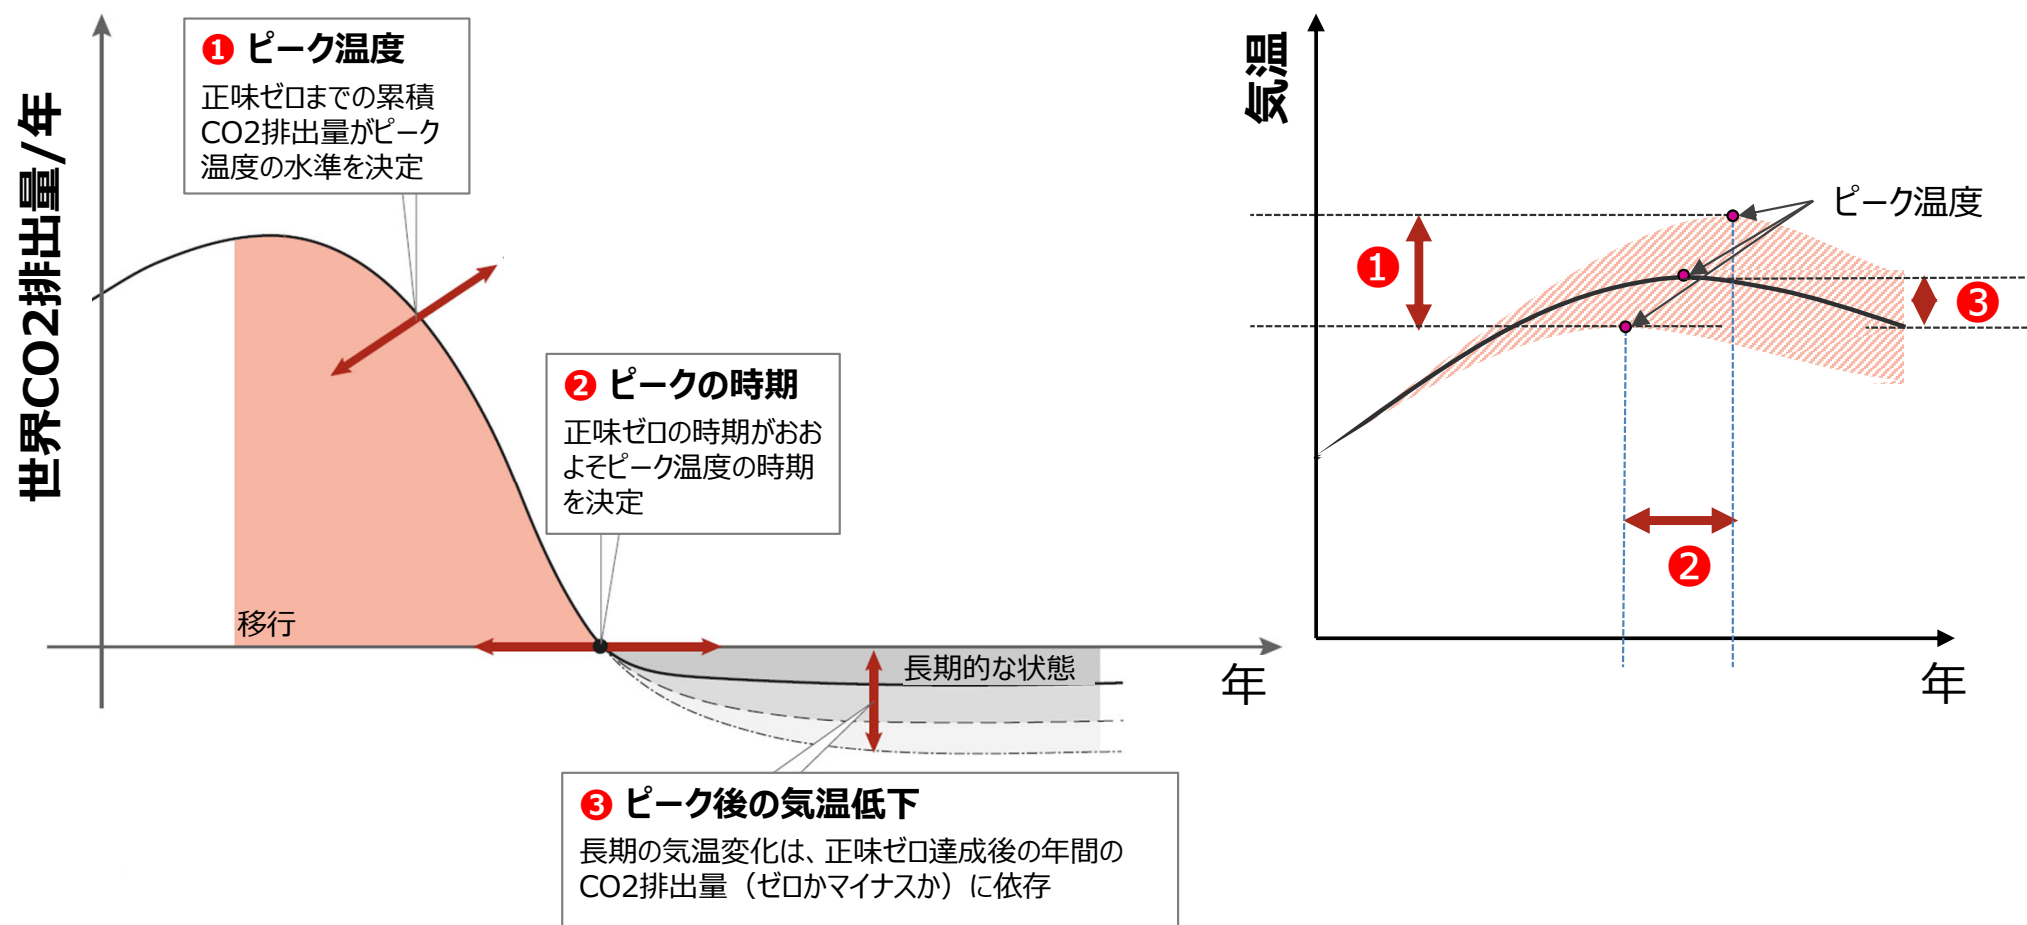 世界CO2排出量/年
❶ ピーク温度
正味ゼロまでの累積
CO2排出量がピーク
温度の水準を決定
❷ ピークの時期
正味ゼロの時期がおお
よそピーク温度の時期
を決定
移行
長期的な状態
年
❸ ピーク後の気温低下
長期の気温変化は、正味ゼロ達成後の年間の
CO2排出量（ゼロかマイナスか）に依存
気温
ピーク温度
❶
❸
❷
年